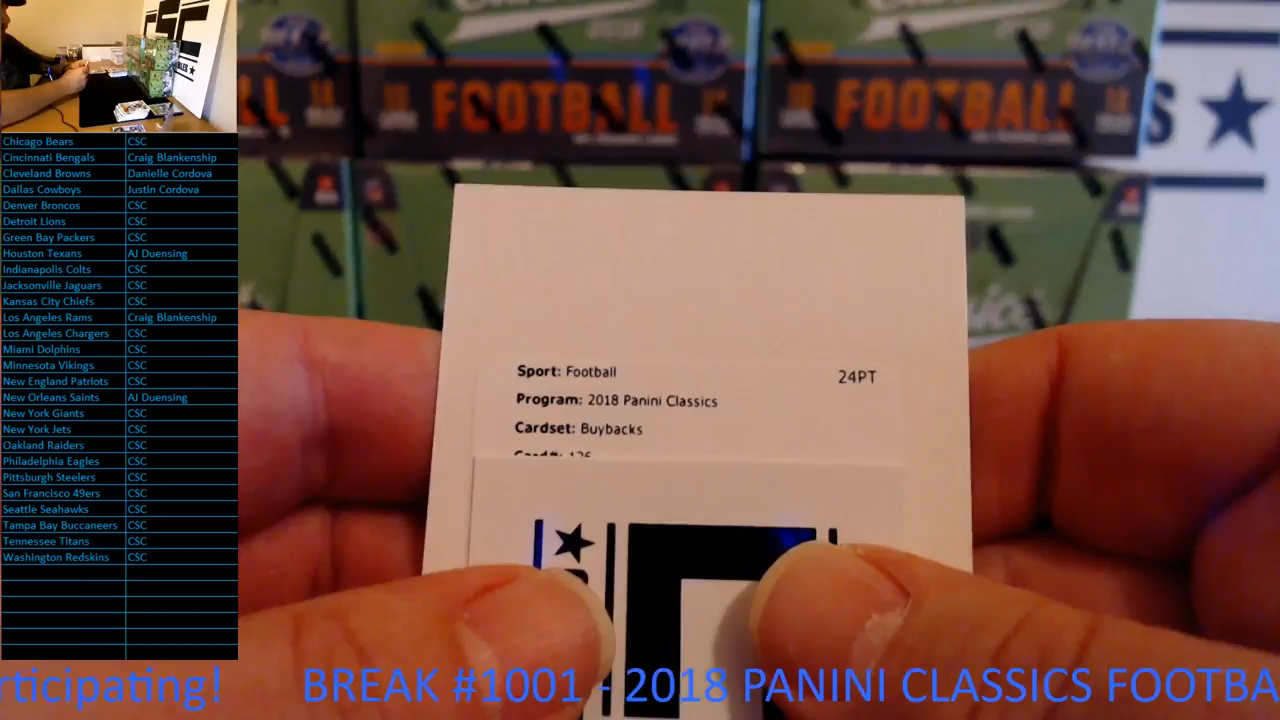 FOOTBALL
FOOTBALL
Chicago Bears CSC
Cincinnati Bengals Craig Blankenship
Cleveland Browns Danielle Cordova
Dallas Cowboys Justin Cordova
Denver Broncos CSC
Detroit Lions CSC
Green Bay Packers CSC
Houston Texans AJ Duensing
Indianapolis Colts CSC
Jacksonville Jaguars CSC
Kansas City Chiefs CSC
Los Angeles Rams Craig Blankenship
Los Angeles Chargers CSC
Miami Dolphins CSC
Minnesota Vikings CSC
New England Patriots CSC
New Orleans Saints AJ Duensing
New York Giants CSC
New York Jets CSC
Oakland Raiders CSC
Philadelphia Eagles CSC
Pittsburgh Steelers CSC
San Francisco 49ers CSC
Seattle Seahawks CSC
Tampa Bay Buccaneers CSC
Tennessee Titans CSC
Washington Redskins CSC
Sport: Football 24PT
Program: 2018 Panini Classics
Cardset: Buybacks
rticipating! BREAK #1001 - 2018 PANINI CLASSICS FOOTBA